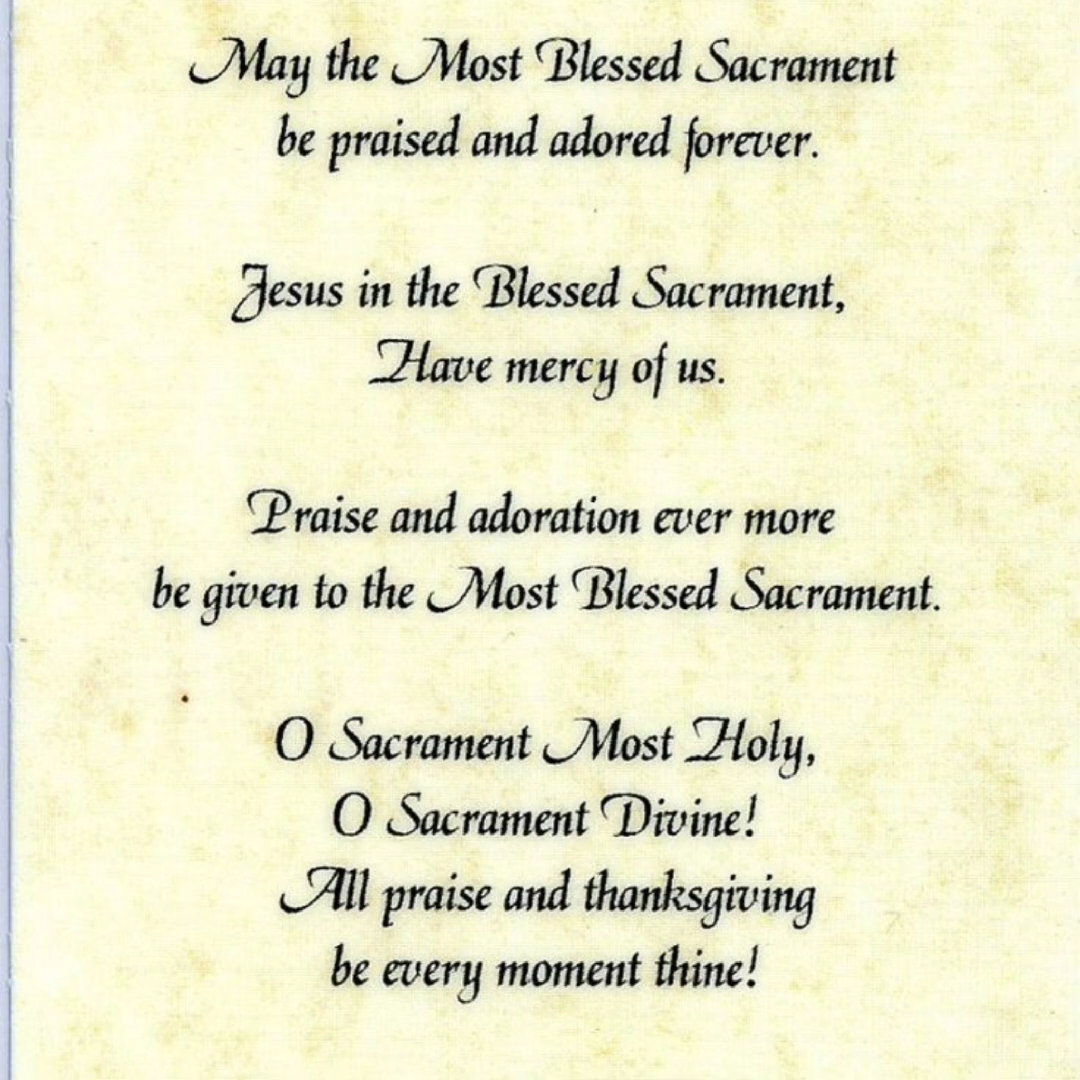 May the Most Blessed Sacrament
be praised and adored forever.
Jesus in the Blessed Sacrament,
Have mercy of us.
Praise and adoration ever more
be given to the Most Blessed Sacrament.
O Sacrament Most Holy,
O Sacrament Divine!
All praise and thanksgiving
be every moment thine!